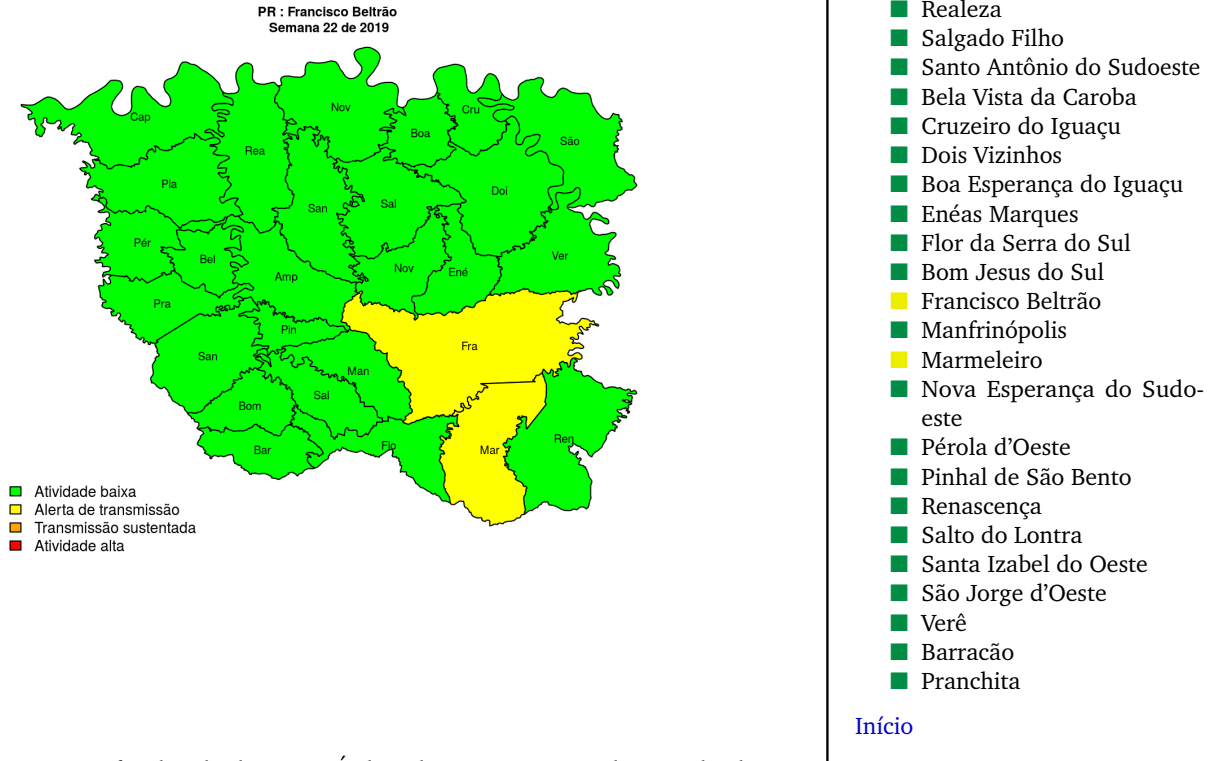 PR : Francisco Beltrão
Semana 22 de 2019
Cap
Nov
Cru
Boa
São
Rea
Pla
Doi
San
Sal
Pér
Bel
Ver
Nov
Ené
Amp
Pra
Pin
Fra
San
Man
Sal
Bom
Ren
Flo
Bar
Mar
Atividade baixa
Alerta de transmissão
Transmissão sustentada
Atividade alta
Realeza
Salgado Filho
Santo Antônio do Sudoeste
Bela Vista da Caroba
Cruzeiro do Iguaçu
Dois Vizinhos
Boa Esperança do Iguaçu
Enéas Marques
Flor da Serra do Sul
Bom Jesus do Sul
Francisco Beltrão
Manfrinópolis
Marmeleiro
Nova Esperança do Sudo-
este
Pérola d'Oeste
Pinhal de São Bento
Renascença
Salto do Lontra
Santa Izabel do Oeste
São Jorge d'Oeste
Verê
Barracão
Pranchita
Início